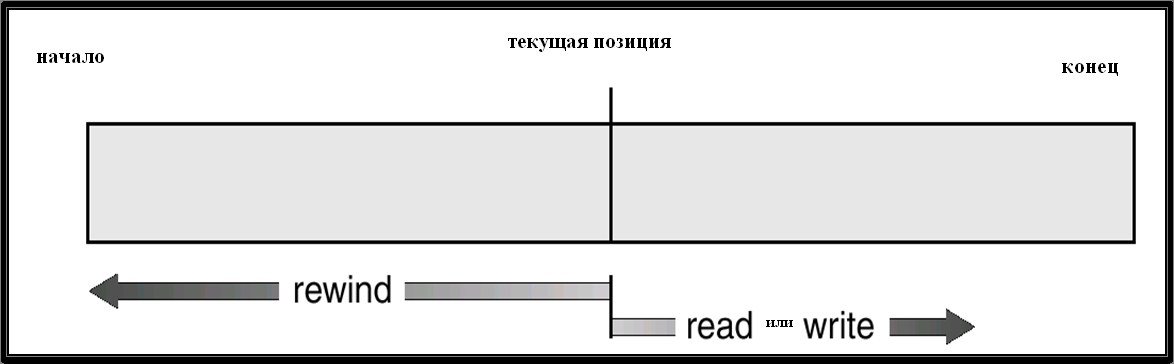 текущая позиция
начало
конец
rewind
read или write